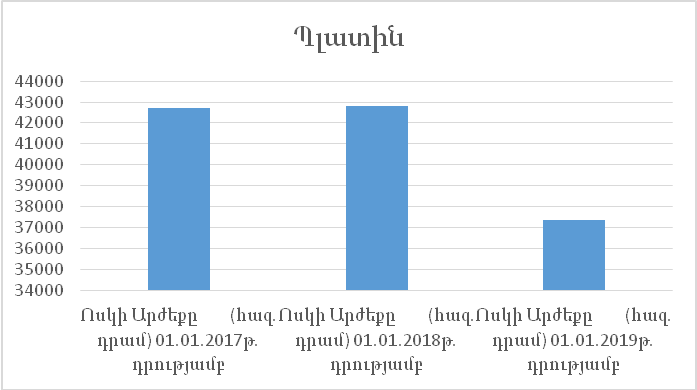 Պլատին
44000
43000
42000
41000
40000
39000
38000
37000
36000
35000
34000
Ոսկի Արժեքը (հազ.
դրամ) 01.01.2017թ.
դրությամբ
Ոսկի Արժեքը (հազ.
դրամ) 01.01.2018թ.
դրությամբ
Ոսկի Արժեքը (հազ.
դրամ) 01.01.2019թ.
դրությամբ